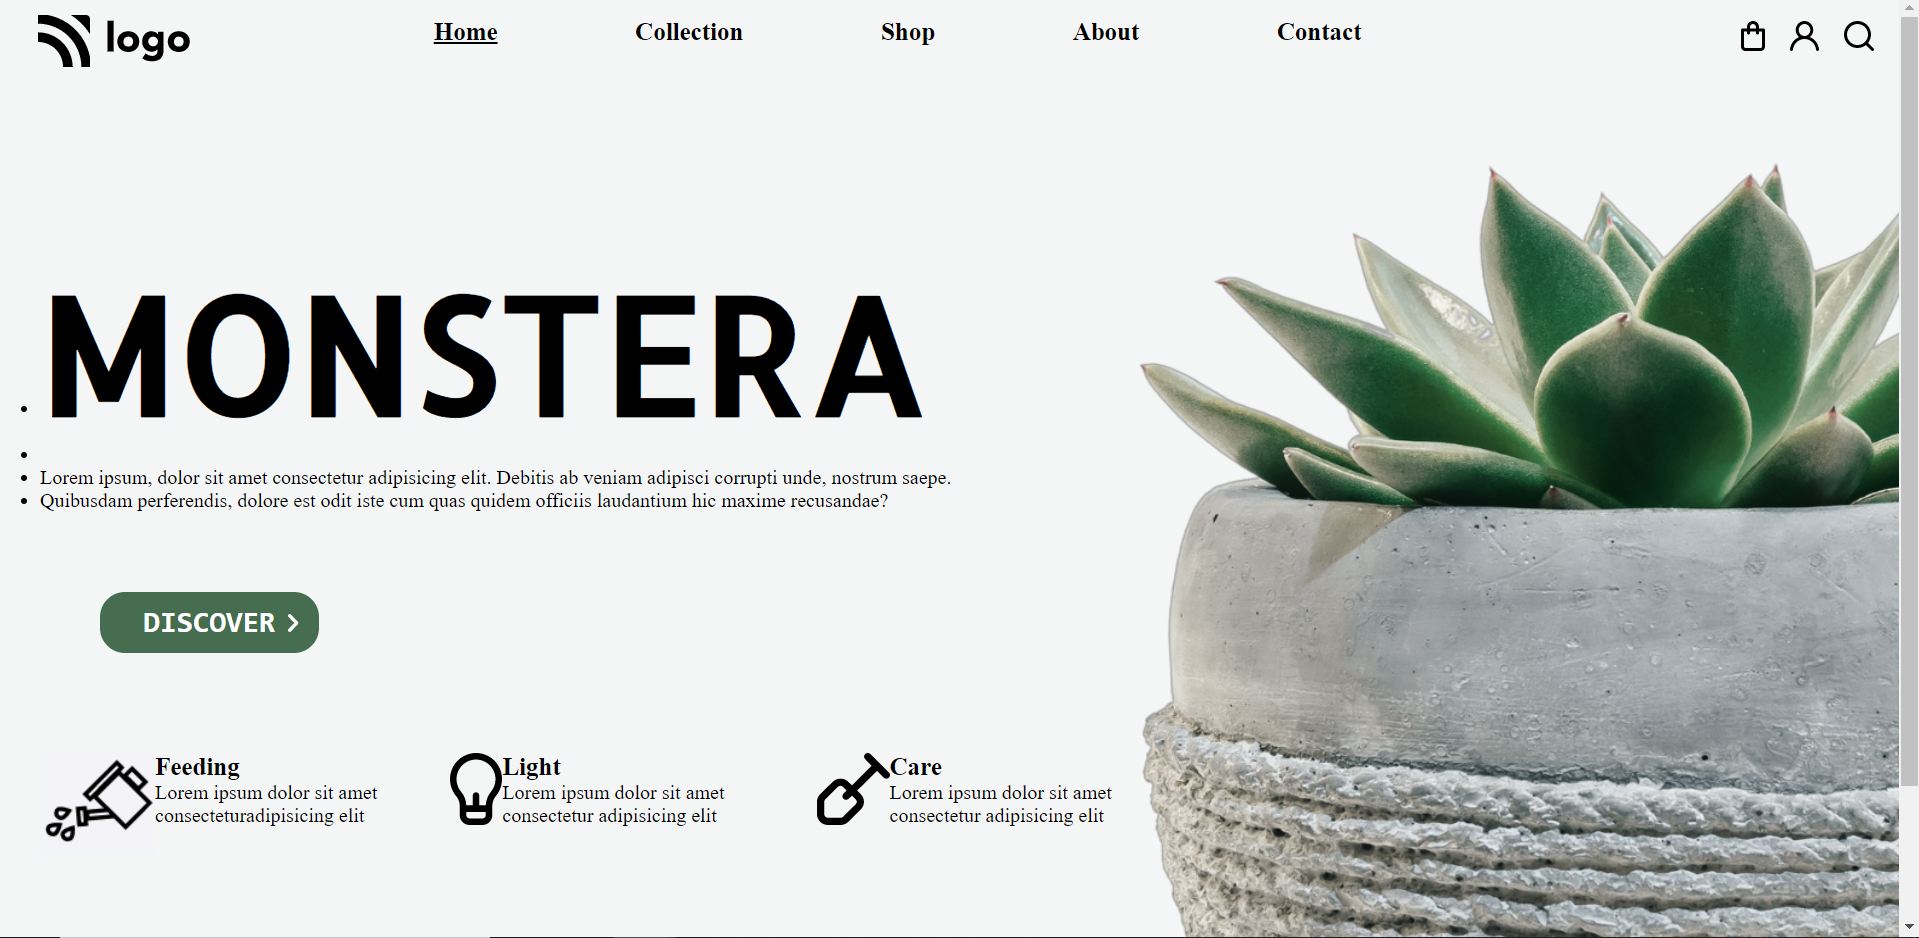 logo
Home Collection Shop About Contact
MONSTERA
Lorem ipsum, dolor sit amet consectetur adipisicing elit. Debitis ab veniam adipisci corrupti unde, nostrum saepe.
Quibusdam perferendis, dolore est odit iste cum quas quidem officiis laudantium hic maxime recusandae?
DISCOVER
Feeding
Lorem ipsum dolor sit amet
consecteturadipisicing elit
Light
Lorem ipsum dolor sit amet
consectetur adipisicing elit
Care
Lorem ipsum dolor sit amet
consectetur adipisicing elit